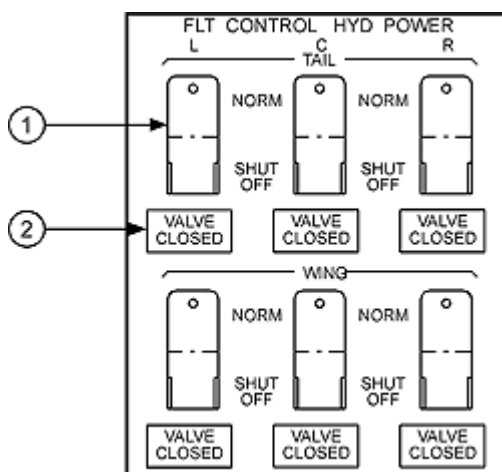 FLT CONTROL HYD POWER
L C R
TAIL
1
NORM NORM
SHUT OFF SHUT OFF
2
VALVE CLOSED VALVE CLOSED VALVE CLOSED
WING
NORM NORM
SHUT OFF SHUT OFF
VALVE CLOSED VALVE CLOSED VALVE CLOSED